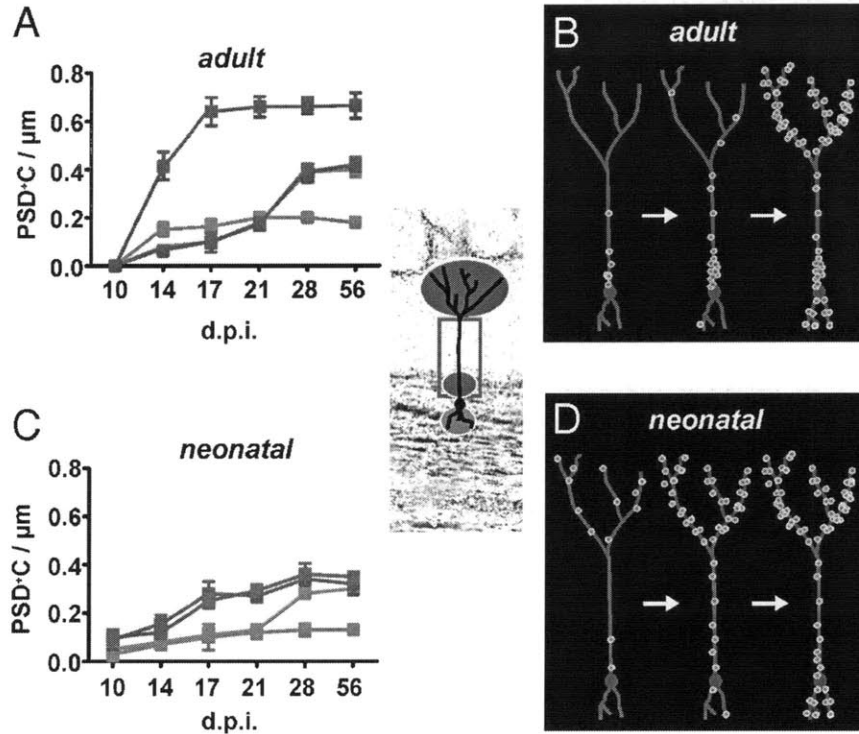 A
adult
0.8
0.6
0.4
0.2
0.0
PSD⁺C / µm
10 14 17 21 28 56
d.p.i.
B
adult
C
neonatal
0.8
0.6
0.4
0.2
0.0
PSD⁺C / µm
10 14 17 21 28 56
d.p.i.
D
neonatal